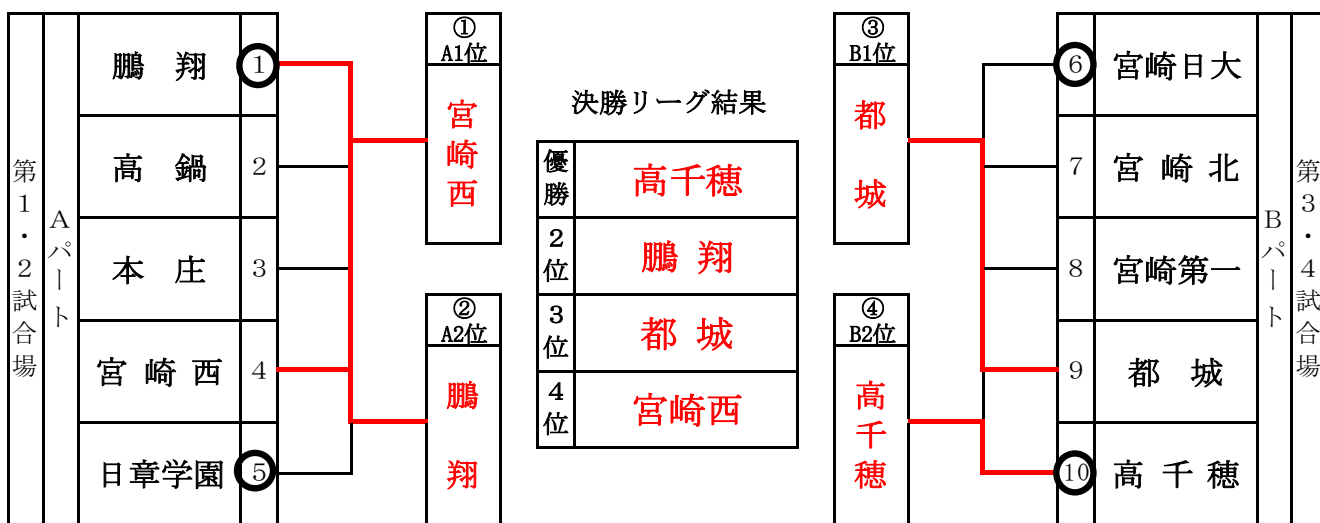 第1・2試合場
Aパート
鵬 翔 1
高 鍋 2
本 庄 3
宮 崎 西 4
日章学園 5
①
A1位
宮崎西
②
A2位
鵬 翔
決勝リーグ結果
優勝 高千穂
2位 鵬 翔
3位 都 城
4位 宮崎西
③
B1位
都 城
④
B2位
高千穂
6 宮崎日大
7 宮 崎 北
8 宮崎第一
9 都 城
10 高 千 穂
Bパート
第3・4試合場